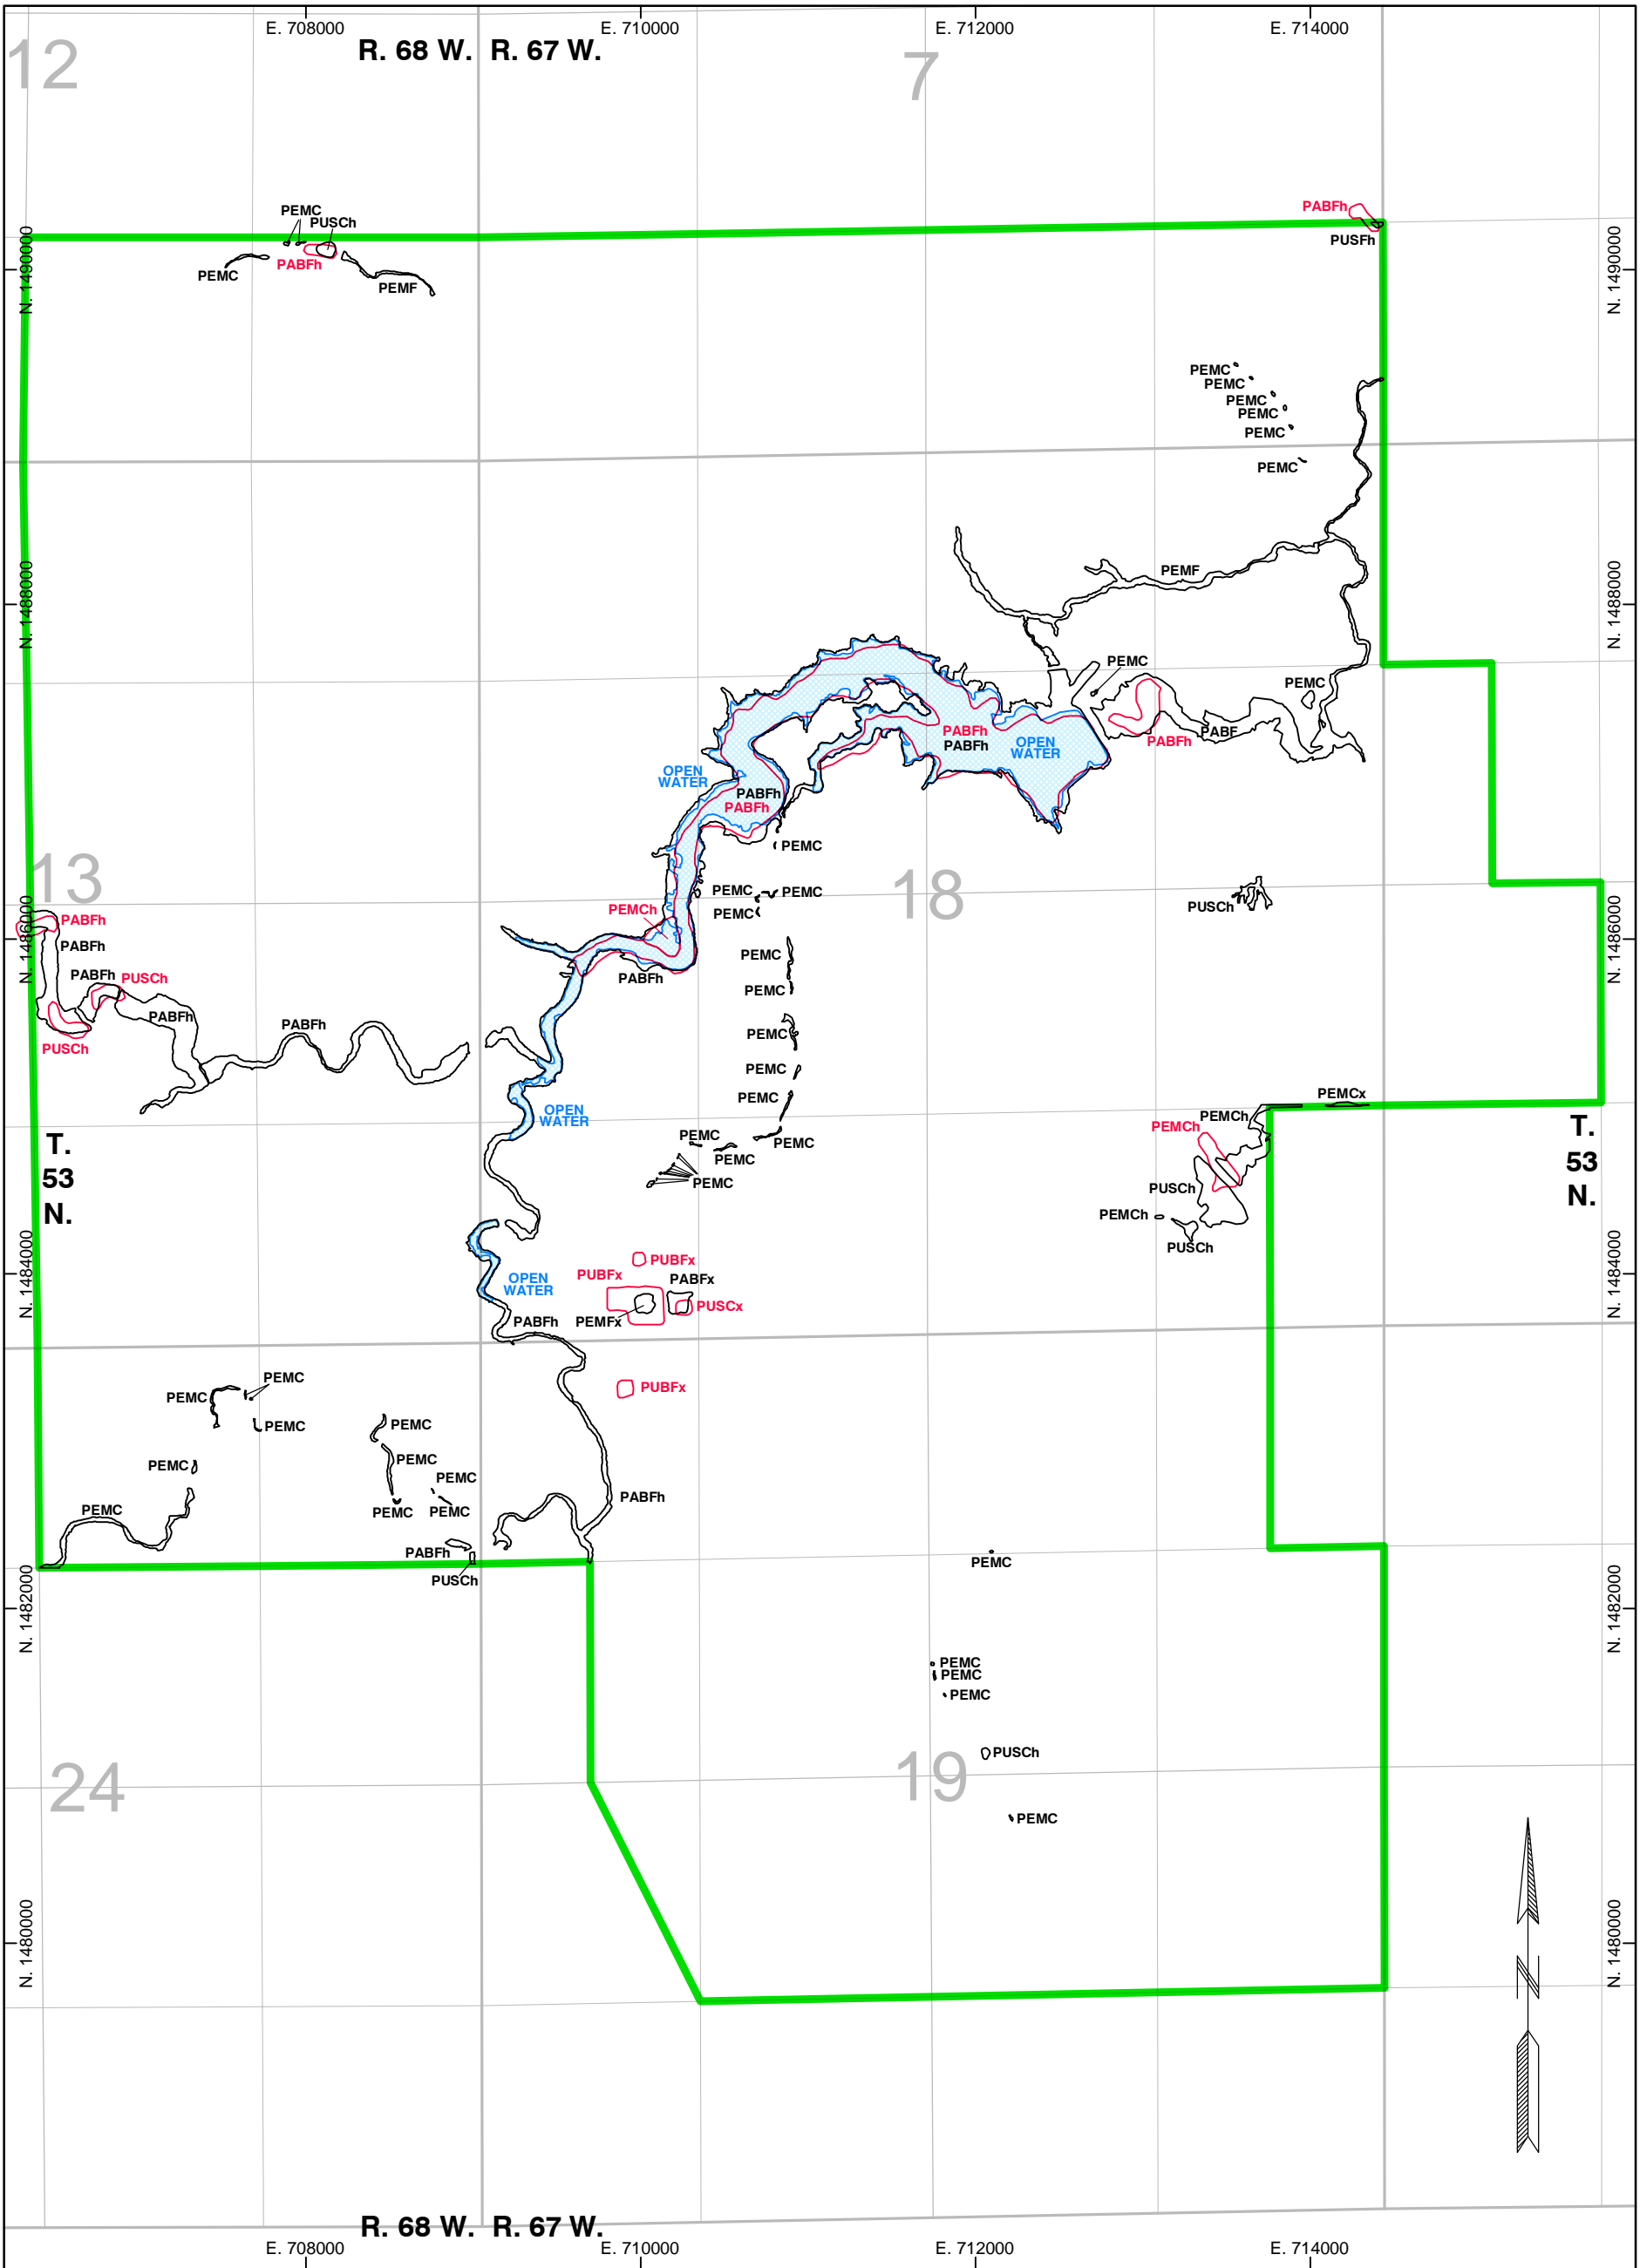 E. 708000
E. 710000
E. 712000
E. 714000
R. 68 W. R. 67 W.
12
7
PEMC
PUSCh
PABFh
PEMC
PEMF
PABFh
PUSFh
N. 1490000
N. 1490000
PEMC
PEMC
PEMC
PEMC
PEMC
PEMC
PEMF
N. 1488000
N. 1488000
PEMC
PEMC
PABFh
PABF
PABFh
PABFh
OPEN
WATER
OPEN
WATER
PABFh
PABFh
PEMC
13
18
PEMC
PEMC
PEMC
PEMCh
PUSCh
PABFh
PABFh
N. 1486000
N. 1486000
PABFh
PEMC
PABFh
PUSCh
PEMC
PABFh
PABFh
PUSCh
PEMC
PEMC
PEMC
OPEN
WATER
PEMCx
PEMCh
PEMCh
T.
53
N.
T.
53
N.
PEMC
PEMC
PEMC
PEMC
PUSCh
PEMCh
PUSCh
N. 1484000
N. 1484000
PUBFx
PUBFx
PABFx
OPEN
WATER
PUSCx
PEMFx
PABFh
PEMC
PEMC
PUBFx
PEMC
PEMC
PEMC
PEMC
PEMC
PABFh
PEMC
PEMC
PEMC
PABFh
PUSCh
PEMC
N. 1482000
N. 1482000
PEMC
PEMC
PEMC
PUSCh
24
19
PEMC
N. 1480000
N. 1480000
N
R. 68 W. R. 67 W.
E. 708000
E. 710000
E. 712000
E. 714000